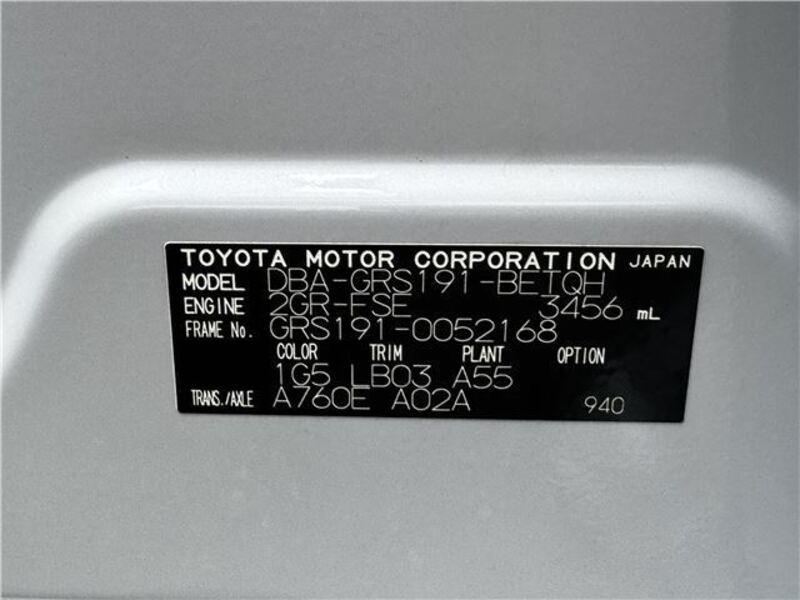 TOYOTA MOTOR CORPORATION JAPAN
MODEL DBA-GRS191-BETQH
ENGINE 2GR-FSE 3456 mL
FRAME No. GRS191-0052168
COLOR TRIM PLANT OPTION
1G5 LB03 A55
TRANS./AXLE A760E A02A 940